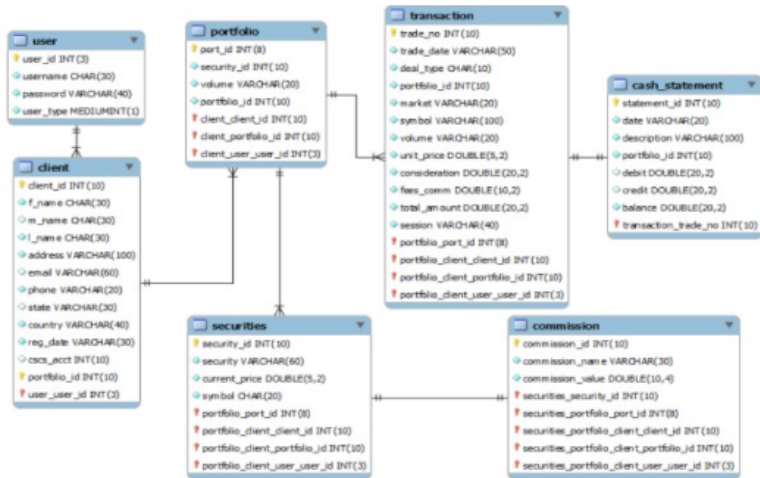 user
user_id INT(3)
username CHAR(30)
password VARCHAR(40)
user_type MEDIUMINT(1)
client
client_id INT(10)
f_name CHAR(30)
m_name CHAR(30)
l_name CHAR(30)
address VARCHAR(100)
email VARCHAR(60)
phone VARCHAR(20)
state VARCHAR(30)
country VARCHAR(40)
reg_date VARCHAR(30)
cscs_acct INT(10)
portfolio_id INT(10)
user_user_id INT(3)
portfolio
port_id INT(8)
security_id INT(10)
volume VARCHAR(20)
portfolio_id INT(10)
client_client_id INT(10)
client_portfolio_id INT(10)
client_user_user_id INT(3)
securities
security_id INT(10)
security VARCHAR(60)
current_price DOUBLE(5,2)
symbol CHAR(20)
portfolio_port_id INT(8)
portfolio_client_client_id INT(10)
portfolio_client_portfolio_id INT(10)
portfolio_client_user_user_id INT(3)
transaction
trade_no INT(10)
trade_date VARCHAR(50)
deal_type CHAR(10)
portfolio_id INT(10)
market VARCHAR(20)
symbol VARCHAR(100)
volume VARCHAR(20)
unit_price DOUBLE(5,2)
consideration DOUBLE(20,2)
fees_comm DOUBLE(10,2)
total_amount DOUBLE(20,2)
session VARCHAR(40)
portfolio_port_id INT(8)
portfolio_client_client_id INT(10)
portfolio_client_portfolio_id INT(10)
portfolio_client_user_user_id INT(3)
cash_statement
statement_id INT(10)
date VARCHAR(20)
description VARCHAR(100)
portfolio_id INT(10)
debit DOUBLE(20,2)
credit DOUBLE(20,2)
balance DOUBLE(20,2)
transaction_trade_no INT(10)
commission
commission_id INT(10)
commission_name VARCHAR(30)
commission_value DOUBLE(10,4)
securities_security_id INT(10)
securities_portfolio_port_id INT(8)
securities_portfolio_client_client_id INT(10)
securities_portfolio_client_portfolio_id INT(10)
securities_portfolio_client_user_user_id INT(3)